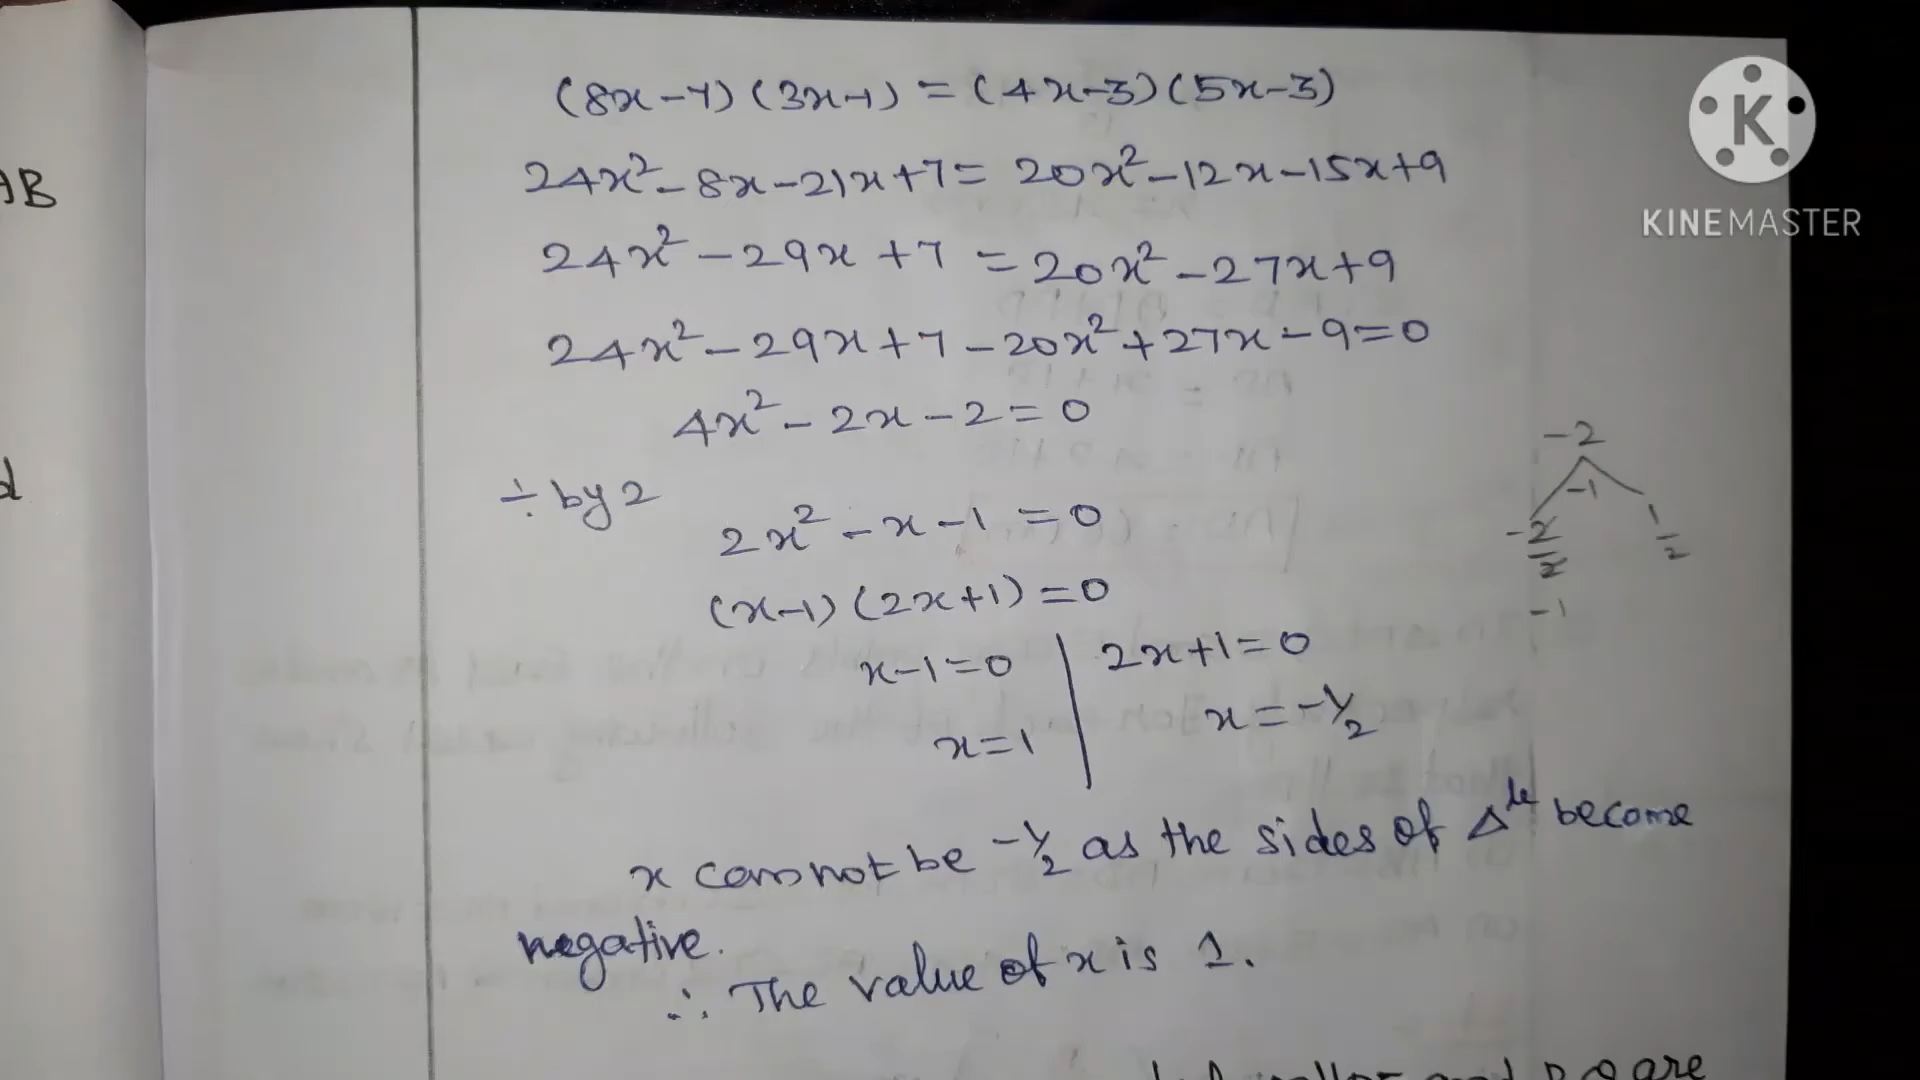 (8x-7)(3x-1) = (4x-3)(5x-3)
K
24x²-8x-21x+7= 20x²-12x-15x+9
AB
KINEMASTER
24x²-29x+7 = 20x²-27x+9
24x²-29x+7-20x²+27x-9=0
4x²-2x-2=0
-2
-1
÷ by 2
2x²-x-1=0
-2/2
1/2
(x-1)(2x+1)=0
-1
x-1=0
2x+1=0
x=1
x=-1/2
x cannot be -1/2 as the sides of Δle become
negative.
∴ The value of x is 1.
are